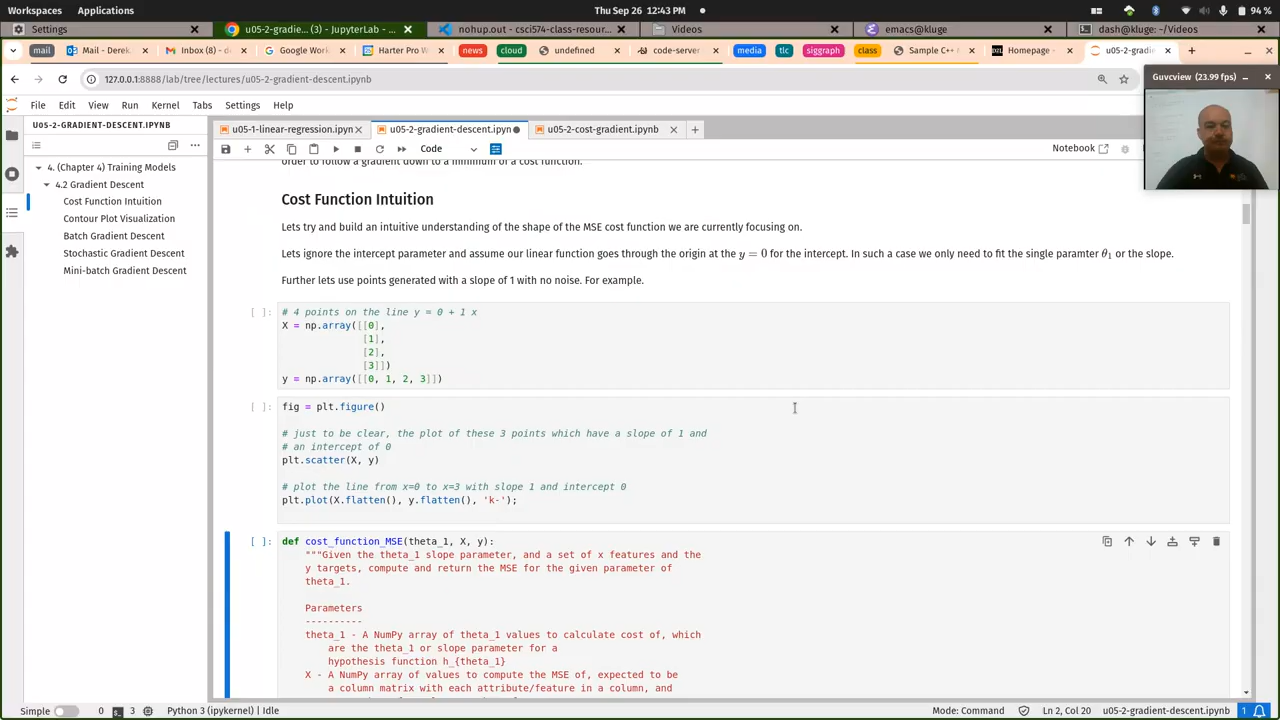 Workspaces Applications Thu Sep 26 12:43 PM 94 %
Settings u05-2-gradie... (3) - JupyterLab - ... nohup.out - csci574-class-resour... Videos emacs@kluge dash@kluge: ~/Videos
mail Mail - Derek Inbox (8) - d Google Work Harter Pro W news cloud undefined code-server media tlc siggraph class Sample C++ Homepage - u05-2-gradi
127.0.0.1:8888/lab/tree/lectures/u05-2-gradient-descent.ipynb
Guvcview (23.99 fps)
File Edit View Run Kernel Tabs Settings Help
U05-2-GRADIENT-DESCENT.IPYNB
u05-1-linear-regression.ipyn u05-2-gradient-descent.ipyn u05-2-cost-gradient.ipynb
Code Notebook
4. (Chapter 4) Training Models
4.2 Gradient Descent
Cost Function Intuition
Contour Plot Visualization
Batch Gradient Descent
Stochastic Gradient Descent
Mini-batch Gradient Descent
order to follow a gradient down to a minimum of a cost function.
Cost Function Intuition
Lets try and build an intuitive understanding of the shape of the MSE cost function we are currently focusing on.
Lets ignore the intercept parameter and assume our linear function goes through the origin at the y = 0 for the intercept. In such a case we only need to fit the single paramter θ₁ or the slope.
Further lets use points generated with a slope of 1 with no noise. For example.
[ ]: # 4 points on the line y = 0 + 1 x
X = np.array([[0],
[1],
[2],
[3]])
y = np.array([[0, 1, 2, 3]])
[ ]: fig = plt.figure()
# just to be clear, the plot of these 3 points which have a slope of 1 and
# an intercept of 0
plt.scatter(X, y)
# plot the line from x=0 to x=3 with slope 1 and intercept 0
plt.plot(X.flatten(), y.flatten(), 'k-');
[ ]: def cost_function_MSE(theta_1, X, y):
"""Given the theta_1 slope parameter, and a set of x features and the
y targets, compute and return the MSE for the given parameter of
theta_1.
Parameters
----------
theta_1 - A NumPy array of theta_1 values to calculate cost of, which
are the theta_1 or slope parameter for a
hypothesis function h_{theta_1}
X - A NumPy array of values to compute the MSE of, expected to be
a column matrix with each attribute/feature in a column, and
Simple 0 3 Python 3 (ipykernel) | Idle Mode: Command Ln 2, Col 20 u05-2-gradient-descent.ipynb 1